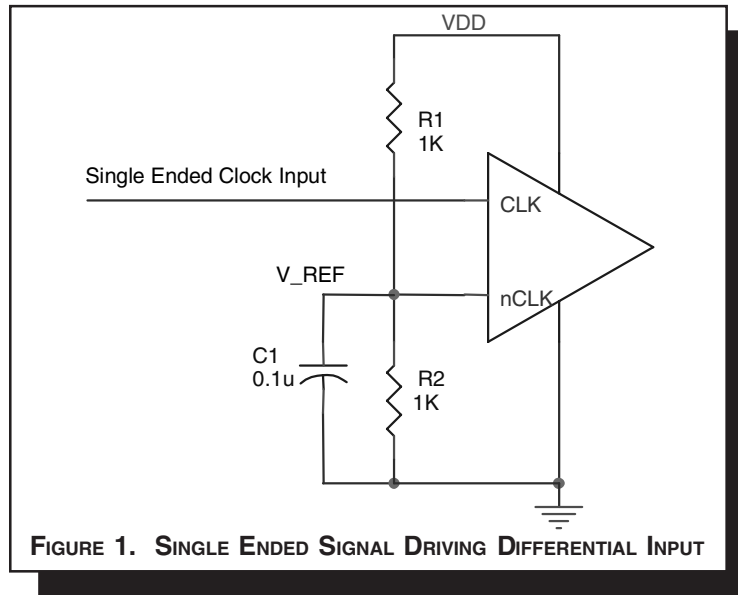 VDD
R1
1K
Single Ended Clock Input
CLK
V_REF
nCLK
C1
0.1u
R2
1K
FIGURE 1. SINGLE ENDED SIGNAL DRIVING DIFFERENTIAL INPUT